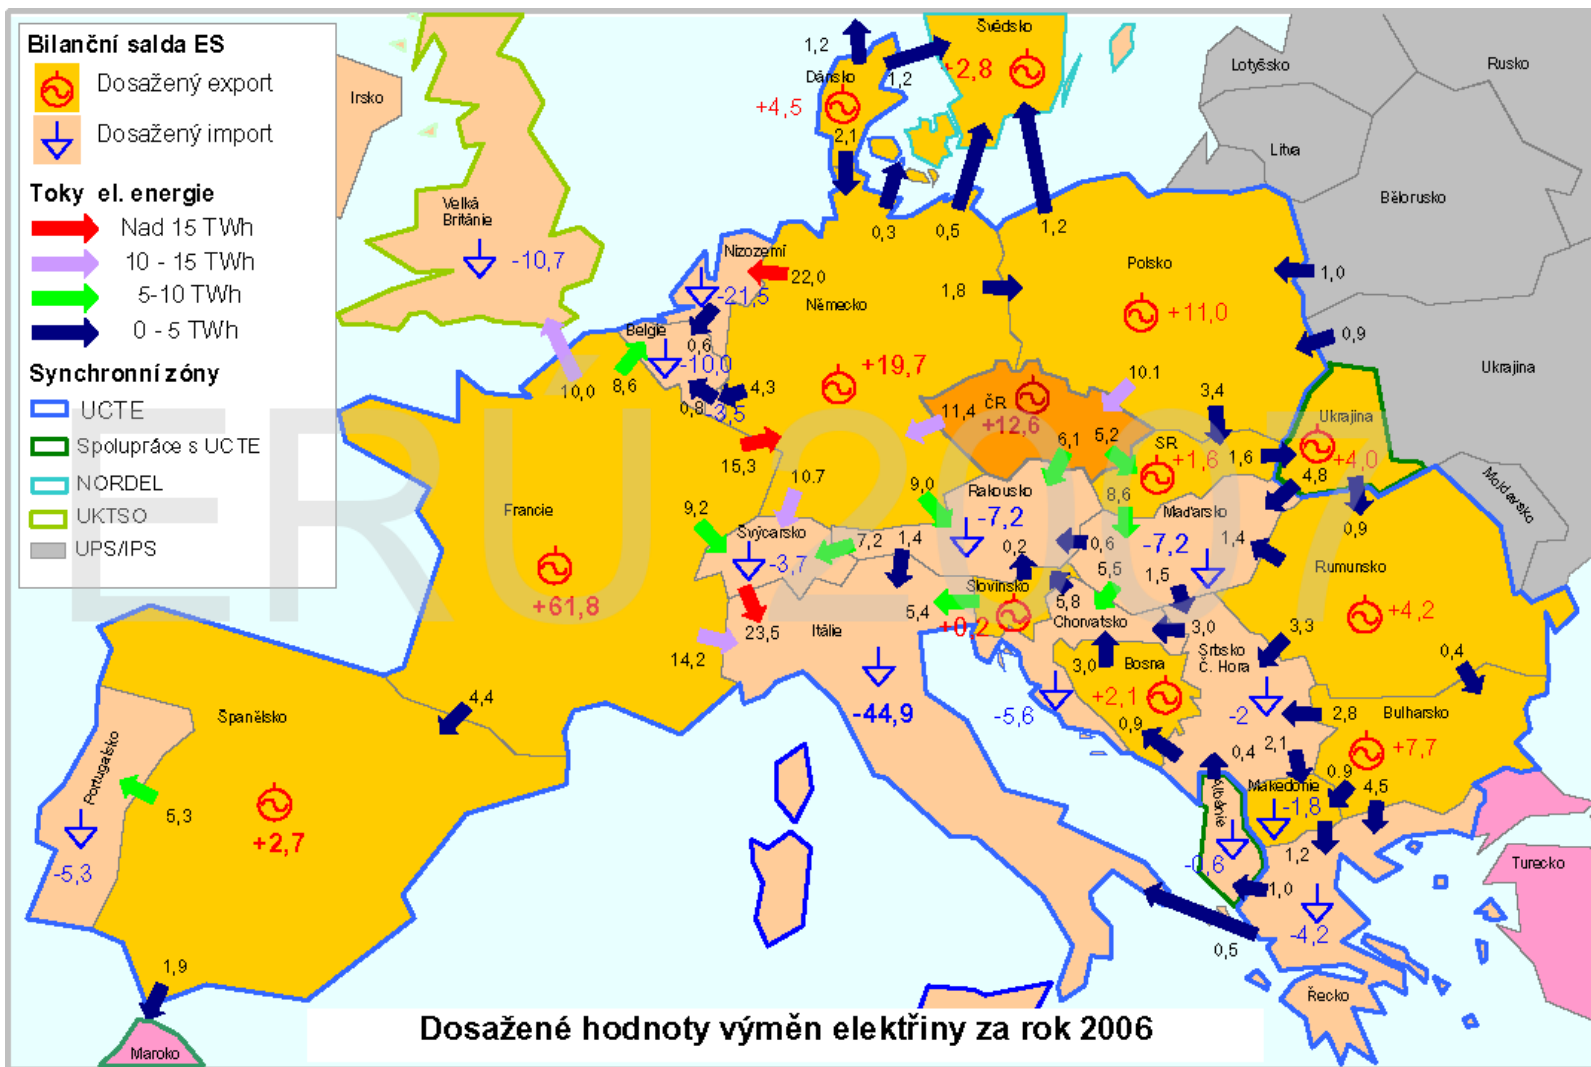 Bilanční salda ES
Dosažený export
Dosažený import
Toky el. energie
Nad 15 TWh
10 - 15 TWh
5-10 TWh
0 - 5 TWh
Synchronní zóny
UCTE
Spolupráce s UCTE
NORDEL
UKTSO
UPS/IPS
ERÚ 2007
Irsko
Velká
Británie
-10,7
1,2
Dánsko
+4,5
2,1
1,2
Švédsko
+2,8
0,3
0,5
1,2
Lotyšsko
Rusko
Litva
Bělorusko
Ukrajina
Moldavsko
Nizozemí
-21,5
22,0
Německo
+19,7
1,8
Polsko
+11,0
1,0
0,9
Belgie
-10,0
0,6
10,0
8,6
0,8
-3,5
4,3
11,4
ČR
+12,6
10.1
6,1
5,2
3,4
SR
+1,6
1,6
Ukrajina
+4,0
4,8
0,9
15,3
10.7
9,0
9,2
Francie
+61,8
Švýcarsko
-3,7
7,2
1,4
Rakousko
-7,2
0,2
8,6
0,6
Maďarsko
-7,2
1,4
1,5
5,5
Rumunsko
+4,2
Slovinsko
+0,2
5,4
5,8
Chorvatsko
-5,6
3,0
3,0
Bosna
+2,1
0,9
Srbsko
Č. Hora
-2
3,3
0,4
2,8
Bulharsko
+7,7
0,4
2,1
0,9
4,5
Makedonie
-1,8
Albánie
-0,6
1,2
1,0
-4,2
0,5
Řecko
Turecko
23,5
14,2
Itálie
-44,9
4,4
Španělsko
+2,7
Portugalsko
-5,3
5,3
1,9
Maroko
Dosažené hodnoty výměn elektřiny za rok 2006